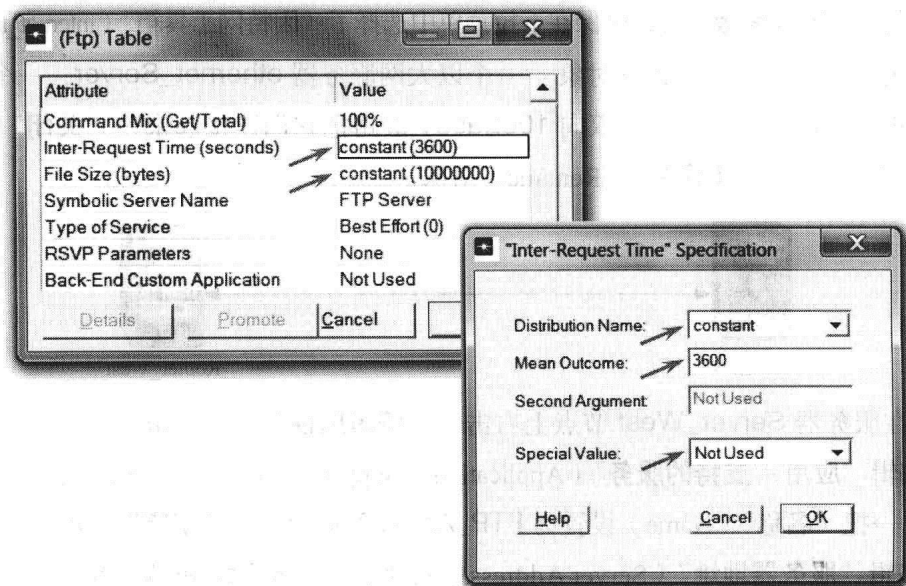 (Ftp) Table
Attribute Value
Command Mix (Get/Total) 100%
Inter-Request Time (seconds) constant (3600)
File Size (bytes) constant (10000000)
Symbolic Server Name FTP Server
Type of Service Best Effort (0)
RSVP Parameters None
Back-End Custom Application Not Used
Details Promote Cancel
"Inter-Request Time" Specification
Distribution Name: constant
Mean Outcome: 3600
Second Argument Not Used
Special Value: Not Used
Help Cancel OK